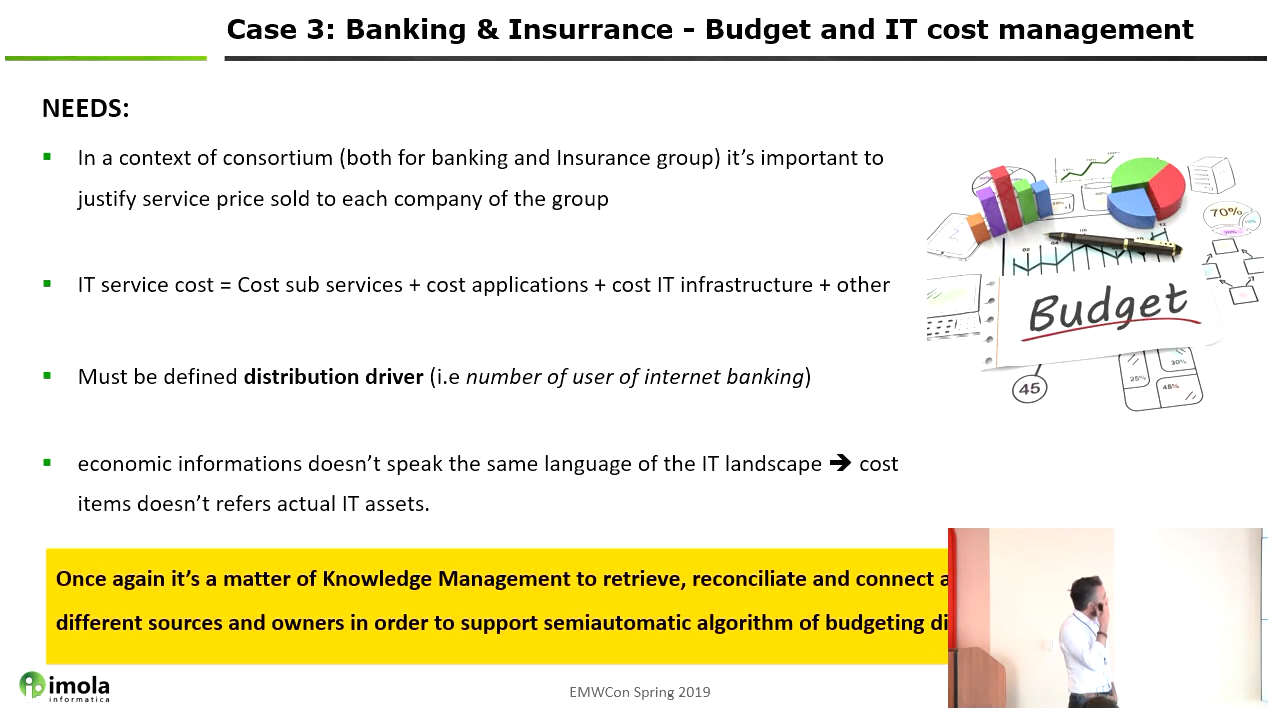 Case 3: Banking & Insurrance - Budget and IT cost management
NEEDS:
In a context of consortium (both for banking and Insurance group) it's important to
justify service price sold to each company of the group
IT service cost = Cost sub services + cost applications + cost IT infrastructure + other
Must be defined distribution driver (i.e number of user of internet banking)
economic informations doesn't speak the same language of the IT landscape ➔ cost
items doesn't refers actual IT assets.
70%
Budget
45
25%
30%
45%
Once again it's a matter of Knowledge Management to retrieve, reconciliate and connect
different sources and owners in order to support semiautomatic algorithm of budgeting
imola
informatica
EMWCon Spring 2019